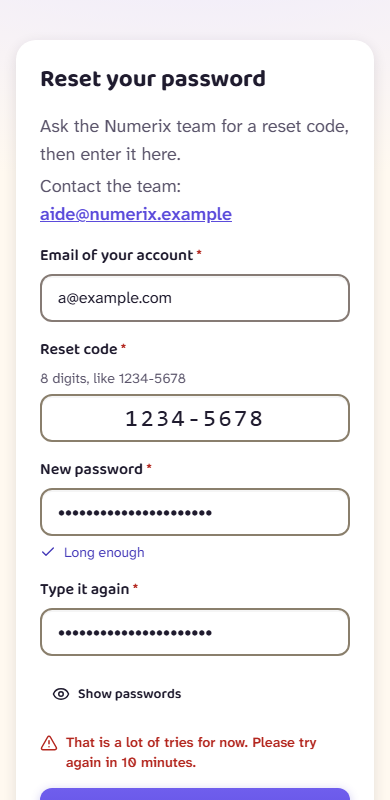 Reset your password
Ask the Numerix team for a reset code,
then enter it here.
Contact the team:
aide@numerix.example
Email of your account *
a@example.com
Reset code *
8 digits, like 1234-5678
1234-5678
New password *
••••••••••••••••••••••
Long enough
Type it again *
••••••••••••••••••••••
Show passwords
That is a lot of tries for now. Please try
again in 10 minutes.